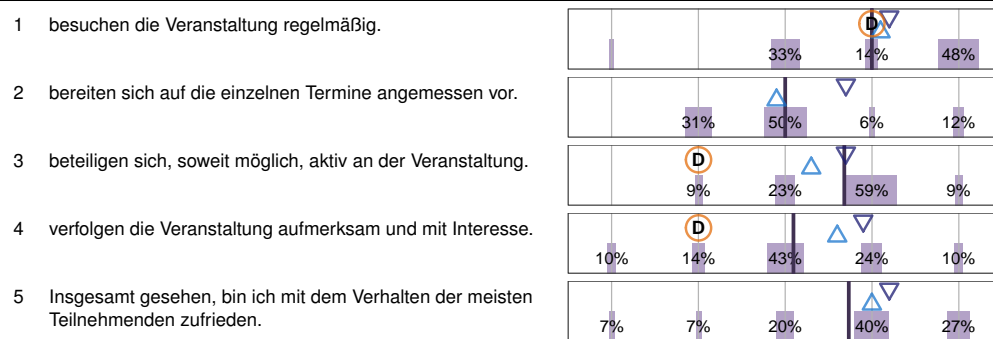 1 besuchen die Veranstaltung regelmäßig.
D
33% 14% 48%
2 bereiten sich auf die einzelnen Termine angemessen vor.
31% 50% 6% 12%
3 beteiligen sich, soweit möglich, aktiv an der Veranstaltung.
D
9% 23% 59% 9%
4 verfolgen die Veranstaltung aufmerksam und mit Interesse.
D
10% 14% 43% 24% 10%
5 Insgesamt gesehen, bin ich mit dem Verhalten der meisten
Teilnehmenden zufrieden.
7% 7% 20% 40% 27%